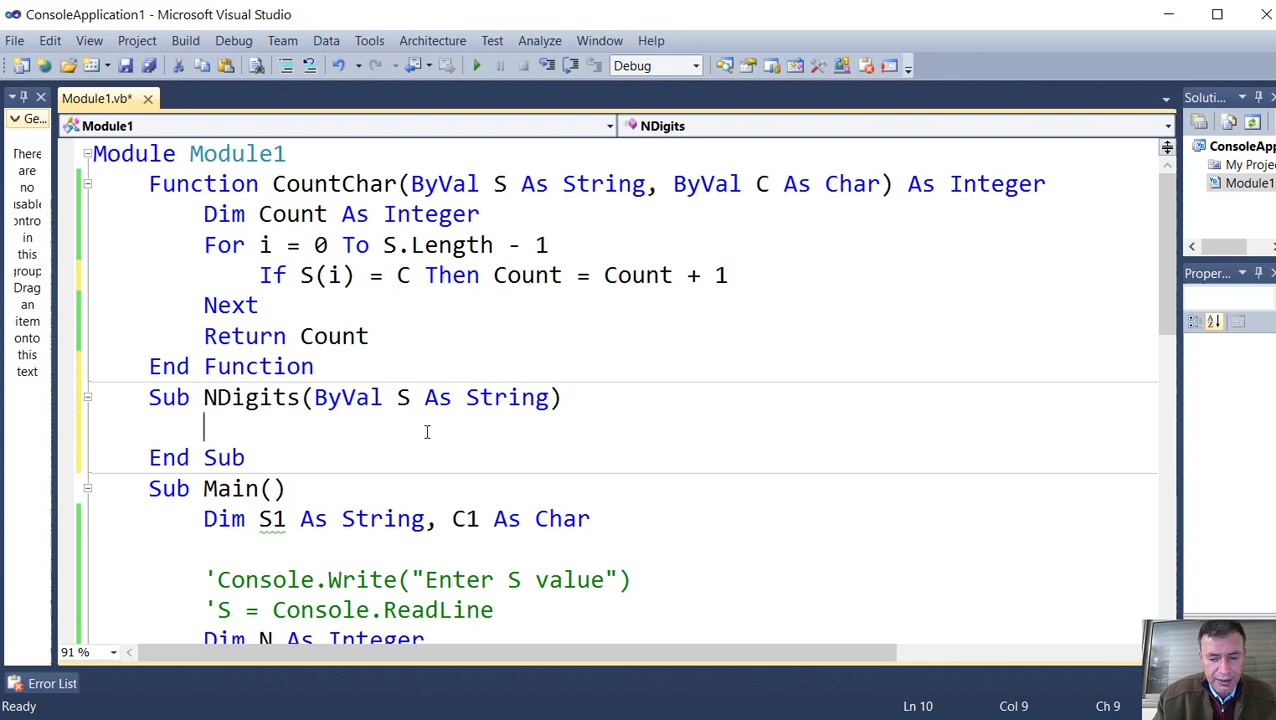 ConsoleApplication1 - Microsoft Visual Studio
File Edit View Project Build Debug Team Data Tools Architecture Test Analyze Window Help
Debug
Module1.vb*
Soluti...
Ge...
Module1
NDigits
ConsoleApp
My Proje
Module1
There
are
no
usable
ontro
in
this
group
Drag
an
item
onto
this
text
Module Module1
Function CountChar(ByVal S As String, ByVal C As Char) As Integer
Dim Count As Integer
For i = 0 To S.Length - 1
If S(i) = C Then Count = Count + 1
Next
Return Count
End Function
Sub NDigits(ByVal S As String)
End Sub
Sub Main()
Dim S1 As String, C1 As Char
'Console.Write("Enter S value")
'S = Console.ReadLine
Dim N As Integer
Proper...
91 %
Error List
Ready
Ln 10
Col 9
Ch 9